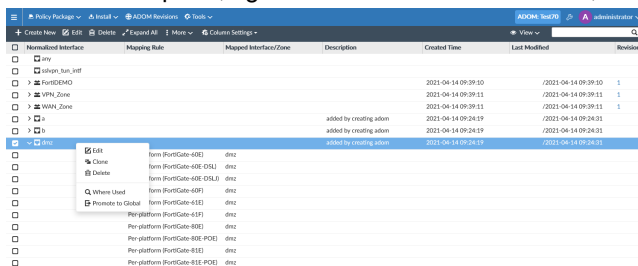 Policy Package Install ADOM Revisions Tools ADOM: Test70 A administrator
Create New Edit Delete Expand All More Column Settings View
Normalized Interface Mapping Rule Mapped Interface/Zone Description Created Time Last Modified Revision
any
sslvpn_tun_intf
FortiDEMO 2021-04-14 09:39:10 /2021-04-14 09:39:10 1
VPN_Zone 2021-04-14 09:39:11 /2021-04-14 09:39:11 1
WAN_Zone 2021-04-14 09:39:11 /2021-04-14 09:39:11 1
a added by creating adom 2021-04-14 09:24:19 /2021-04-14 09:24:31
b added by creating adom 2021-04-14 09:24:19 /2021-04-14 09:24:31
dmz added by creating adom 2021-04-14 09:24:19 /2021-04-14 09:24:31
Edit
Clone
Delete
Where Used
Promote to Global
form (FortiGate-60E) dmz
form (FortiGate-60E-DSL) dmz
form (FortiGate-60E-DSLJ) dmz
form (FortiGate-60F) dmz
form (FortiGate-61E) dmz
Per-platform (FortiGate-61F) dmz
Per-platform (FortiGate-80E) dmz
Per-platform (FortiGate-80E-POE) dmz
Per-platform (FortiGate-81E) dmz
Per-platform (FortiGate-81E-POE) dmz